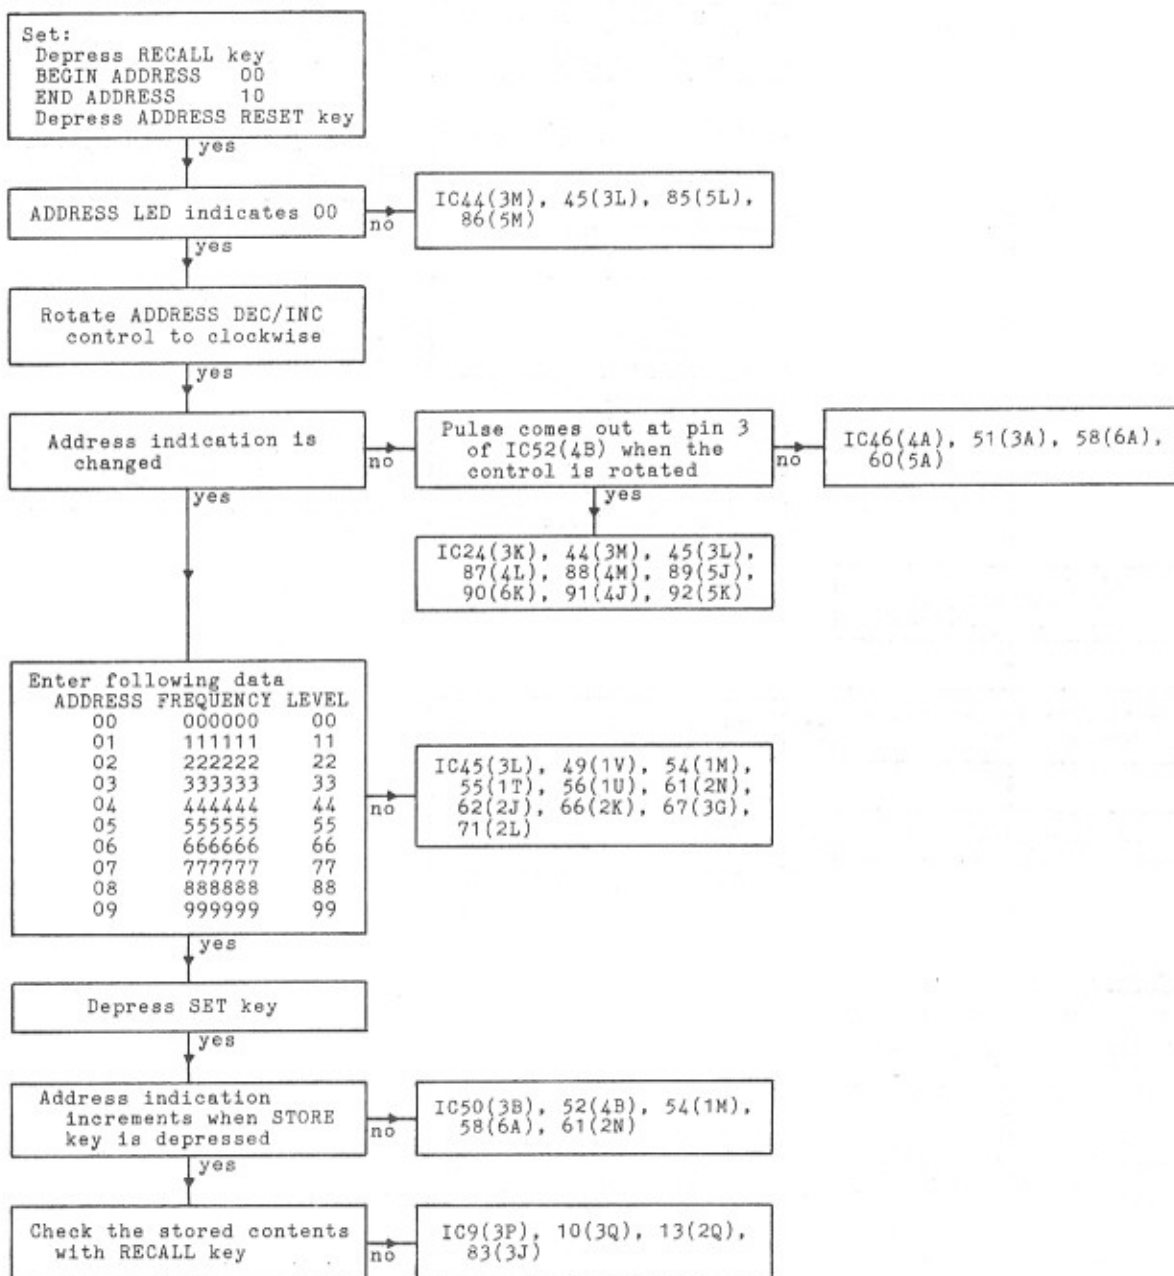 Set:
Depress RECALL key
BEGIN ADDRESS 00
END ADDRESS 10
Depress ADDRESS RESET key
yes
ADDRESS LED indicates 00
no
IC44(3M), 45(3L), 85(5L),
86(5M)
yes
Rotate ADDRESS DEC/INC
control to clockwise
yes
Address indication is
changed
no
Pulse comes out at pin 3
of IC52(4B) when the
control is rotated
no
IC46(4A), 51(3A), 58(6A),
60(5A)
yes
yes
IC24(3K), 44(3M), 45(3L),
87(4L), 88(4M), 89(5J),
90(6K), 91(4J), 92(5K)
Enter following data
ADDRESS FREQUENCY LEVEL
00 000000 00
01 111111 11
02 222222 22
03 333333 33
04 444444 44
05 555555 55
06 666666 66
07 777777 77
08 888888 88
09 999999 99
no
IC45(3L), 49(1V), 54(1M),
55(1T), 56(1U), 61(2N),
62(2J), 66(2K), 67(3G),
71(2L)
yes
Depress SET key
yes
Address indication
increments when STORE
key is depressed
no
IC50(3B), 52(4B), 54(1M),
58(6A), 61(2N)
yes
Check the stored contents
with RECALL key
no
IC9(3P), 10(3Q), 13(2Q),
83(3J)